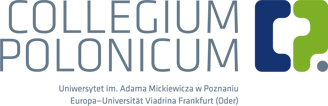 COLLEGIUM
POLONICUM
Uniwersytet im. Adama Mickiewicza w Poznaniu
Europa–Universität Viadrina Frankfurt (Oder)